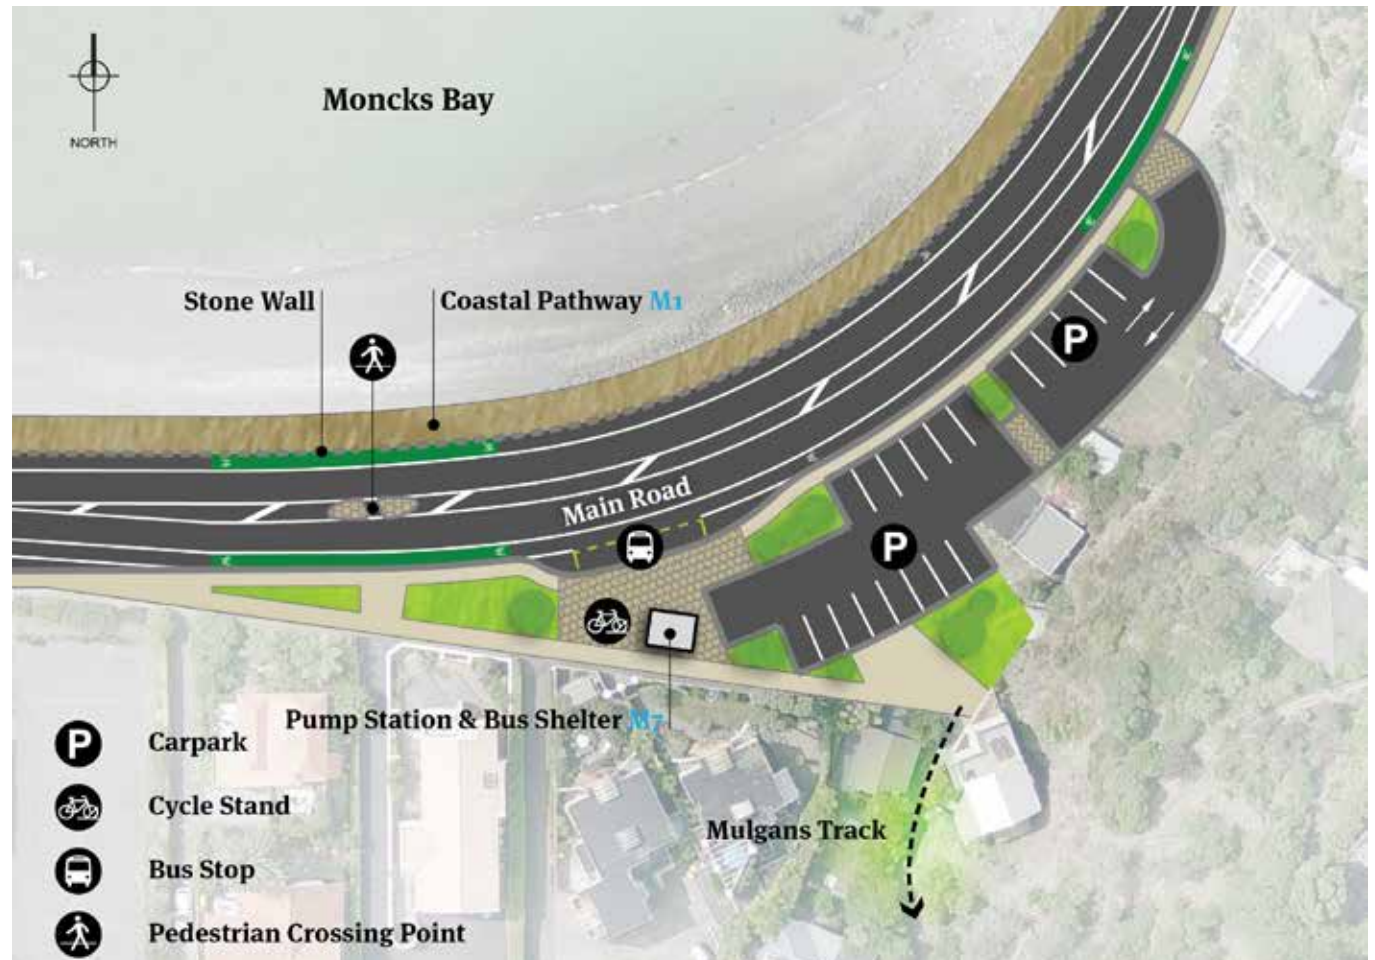 Moncks Bay
NORTH
Stone Wall
Coastal Pathway M1
P
Main Road
P
Pump Station & Bus Shelter M7
P
Carpark
Cycle Stand
Mulgans Track
Bus Stop
Pedestrian Crossing Point